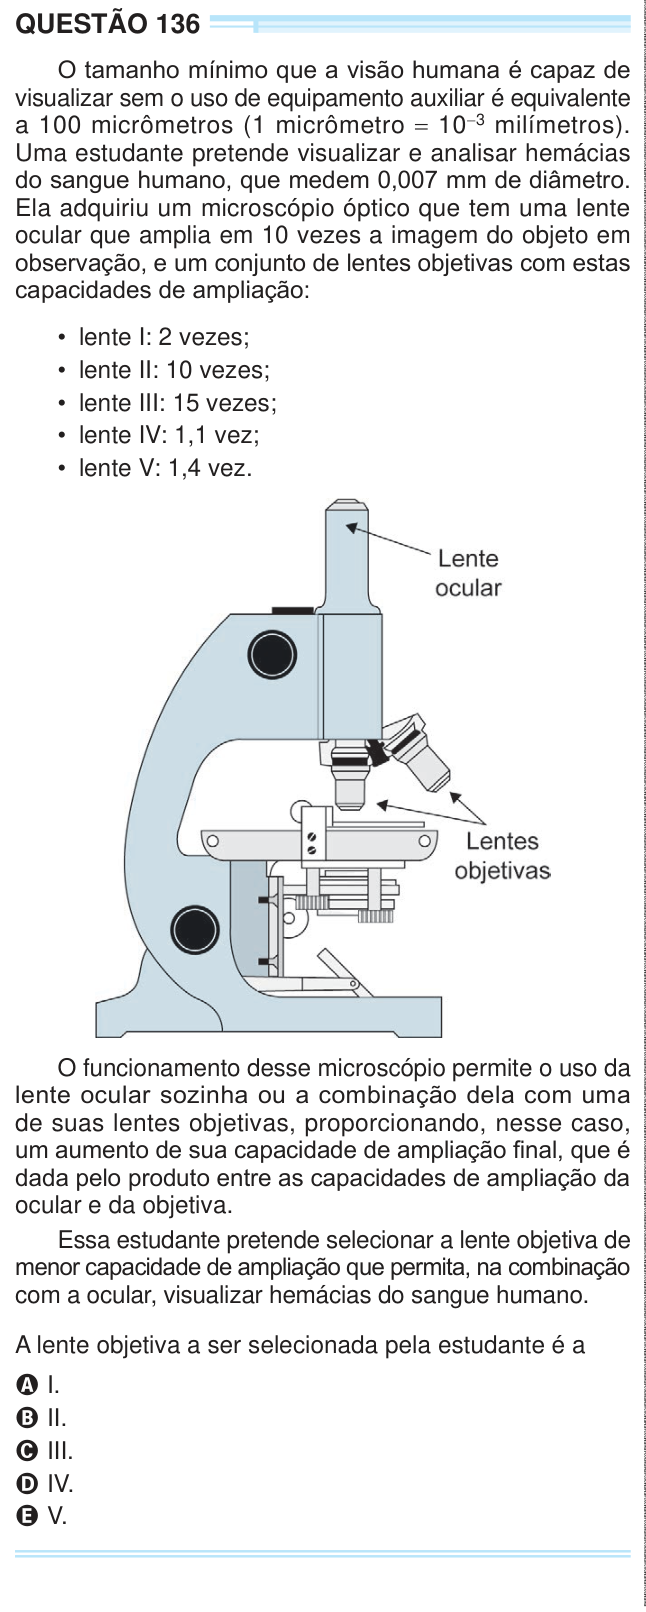 QUESTÃO 136
O tamanho mínimo que a visão humana é capaz de
visualizar sem o uso de equipamento auxiliar é equivalente
a 100 micrômetros (1 micrômetro = 10⁻³ milímetros).
Uma estudante pretende visualizar e analisar hemácias
do sangue humano, que medem 0,007 mm de diâmetro.
Ela adquiriu um microscópio óptico que tem uma lente
ocular que amplia em 10 vezes a imagem do objeto em
observação, e um conjunto de lentes objetivas com estas
capacidades de ampliação:
• lente I: 2 vezes;
• lente II: 10 vezes;
• lente III: 15 vezes;
• lente IV: 1,1 vez;
• lente V: 1,4 vez.
Lente
ocular
Lentes
objetivas
O funcionamento desse microscópio permite o uso da
lente ocular sozinha ou a combinação dela com uma
de suas lentes objetivas, proporcionando, nesse caso,
um aumento de sua capacidade de ampliação final, que é
dada pelo produto entre as capacidades de ampliação da
ocular e da objetiva.
Essa estudante pretende selecionar a lente objetiva de
menor capacidade de ampliação que permita, na combinação
com a ocular, visualizar hemácias do sangue humano.
A lente objetiva a ser selecionada pela estudante é a
A I.
B II.
C III.
D IV.
E V.